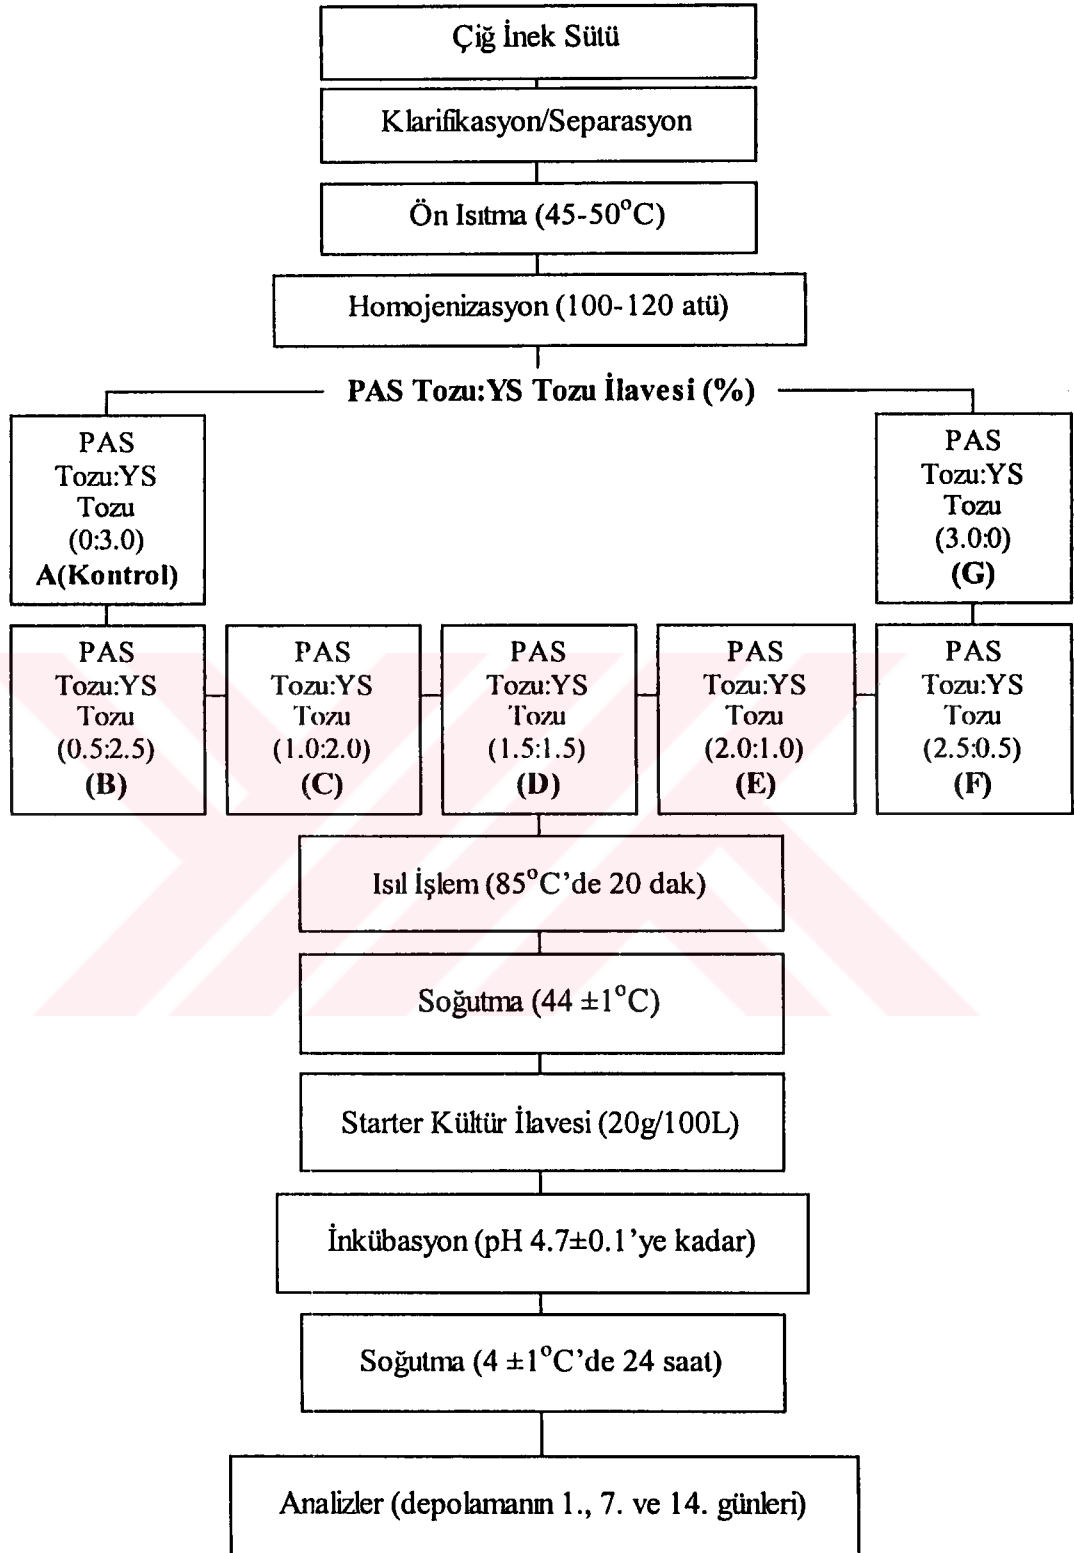 Çiğ İnek Sütü
Klarifikasyon/Separasyon
Ön Isıtma (45-50°C)
Homojenizasyon (100-120 atü)
PAS Tozu:YS Tozu İlavesi (%)
PAS
Tozu:YS
Tozu
(0:3.0)
A(Kontrol)
PAS
Tozu:YS
Tozu
(3.0:0)
(G)
PAS
Tozu:YS
Tozu
(0.5:2.5)
(B)
PAS
Tozu:YS
Tozu
(1.0:2.0)
(C)
PAS
Tozu:YS
Tozu
(1.5:1.5)
(D)
PAS
Tozu:YS
Tozu
(2.0:1.0)
(E)
PAS
Tozu:YS
Tozu
(2.5:0.5)
(F)
Isıl İşlem (85°C'de 20 dak)
Soğutma (44 ±1°C)
Starter Kültür İlavesi (20g/100L)
İnkübasyon (pH 4.7±0.1'ye kadar)
Soğutma (4 ±1°C'de 24 saat)
Analizler (depolamanın 1., 7. ve 14. günleri)